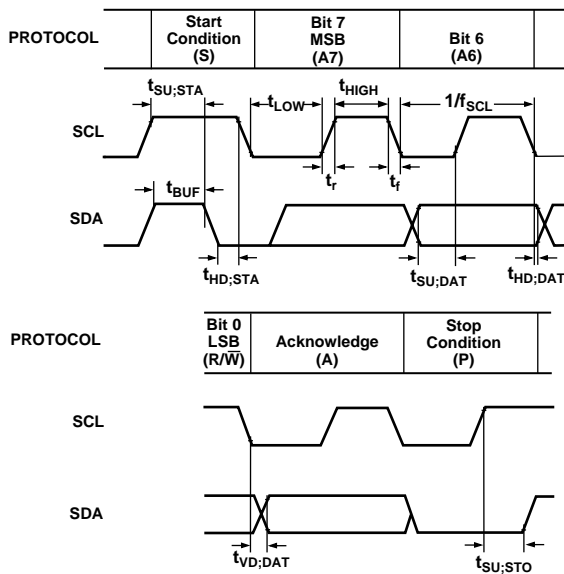 PROTOCOL
Start
Condition
(S)
Bit 7
MSB
(A7)
Bit 6
(A6)
tSU;STA
tLOW
tHIGH
1/fSCL
SCL
tr
tf
tBUF
SDA
tHD;STA
tSU;DAT
tHD;DAT
PROTOCOL
Bit 0
LSB
(R/W̅)
Acknowledge
(A)
Stop
Condition
(P)
SCL
SDA
tVD;DAT
tSU;STO